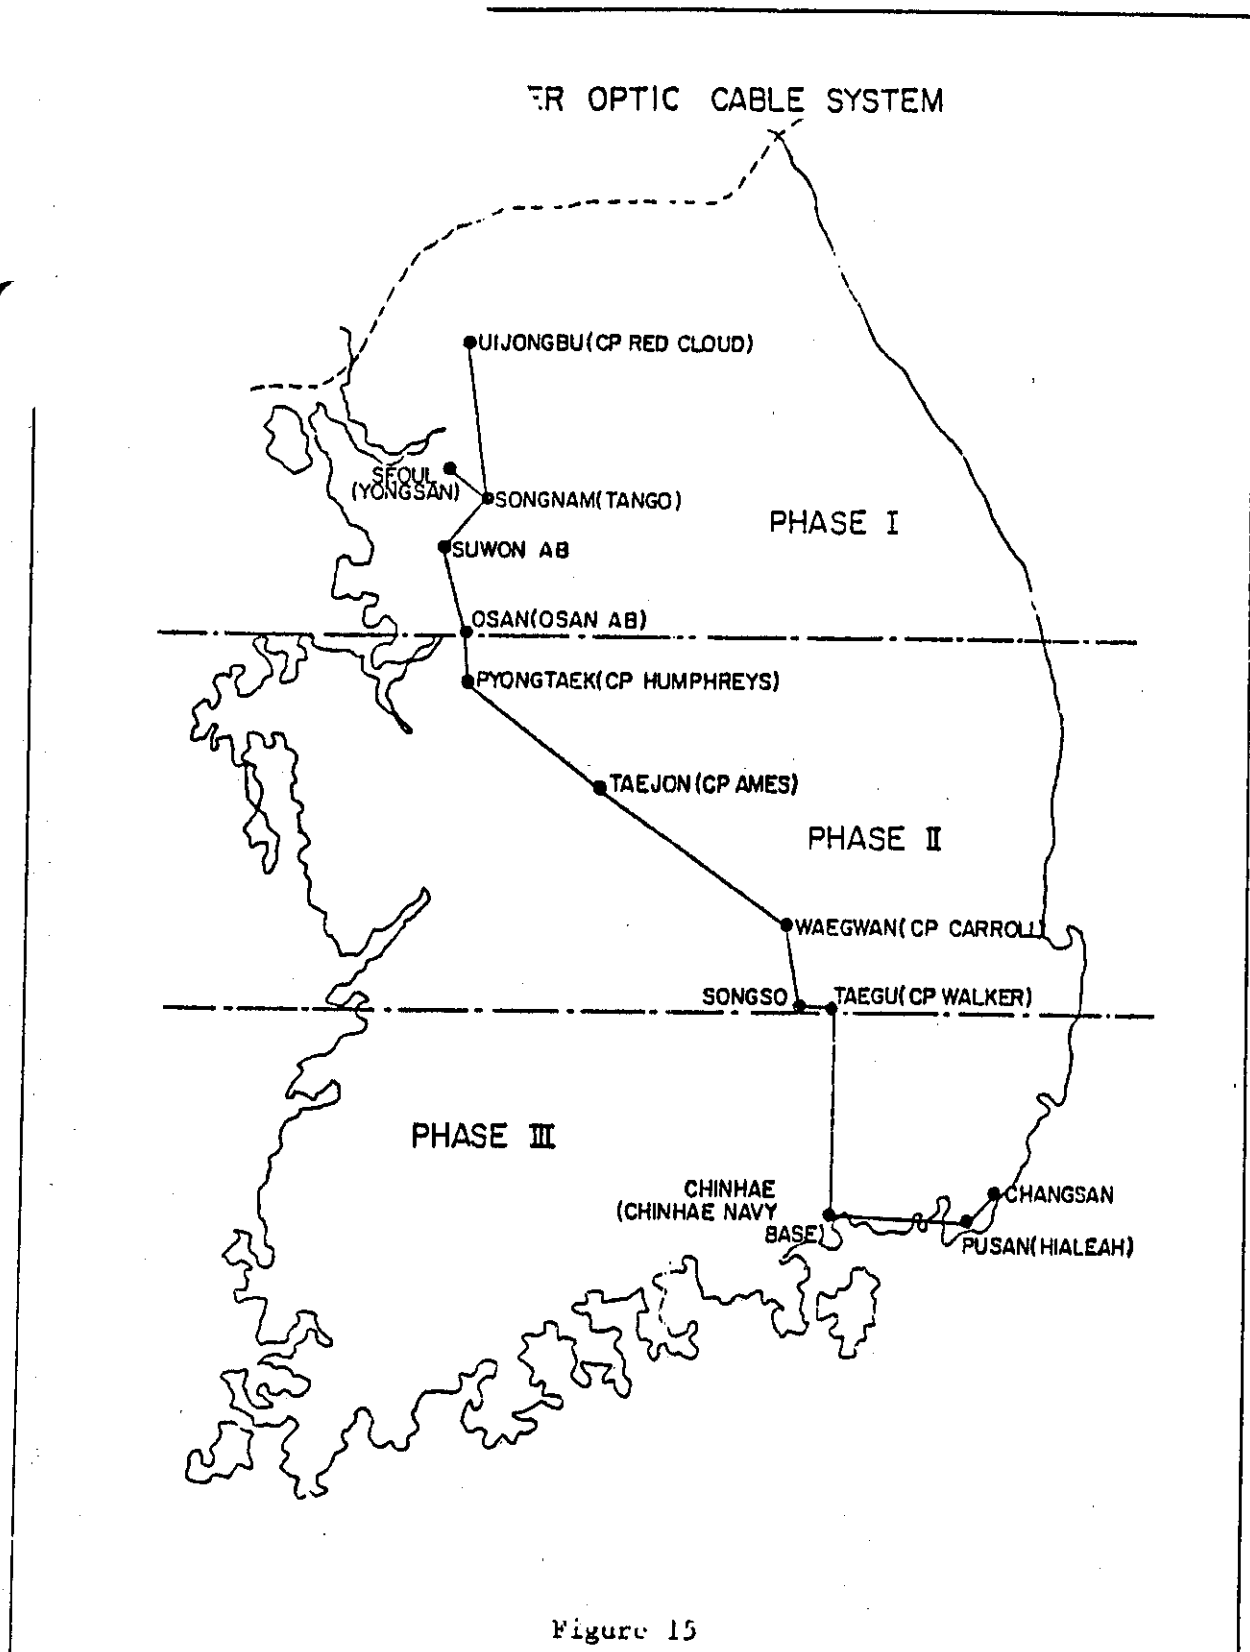 ER OPTIC CABLE SYSTEM
UIJONGBU(CP RED CLOUD)
SEOUL
(YONGSAN)
SONGNAM(TANGO)
PHASE I
SUWON AB
OSAN(OSAN AB)
PYONGTAEK(CP HUMPHREYS)
TAEJON(CP AMES)
PHASE II
WAEGWAN(CP CARROLL)
SONGSO
TAEGU(CP WALKER)
PHASE III
CHINHAE
(CHINHAE NAVY
BASE)
CHANGSAN
PUSAN(HIALEAH)
Figure 15